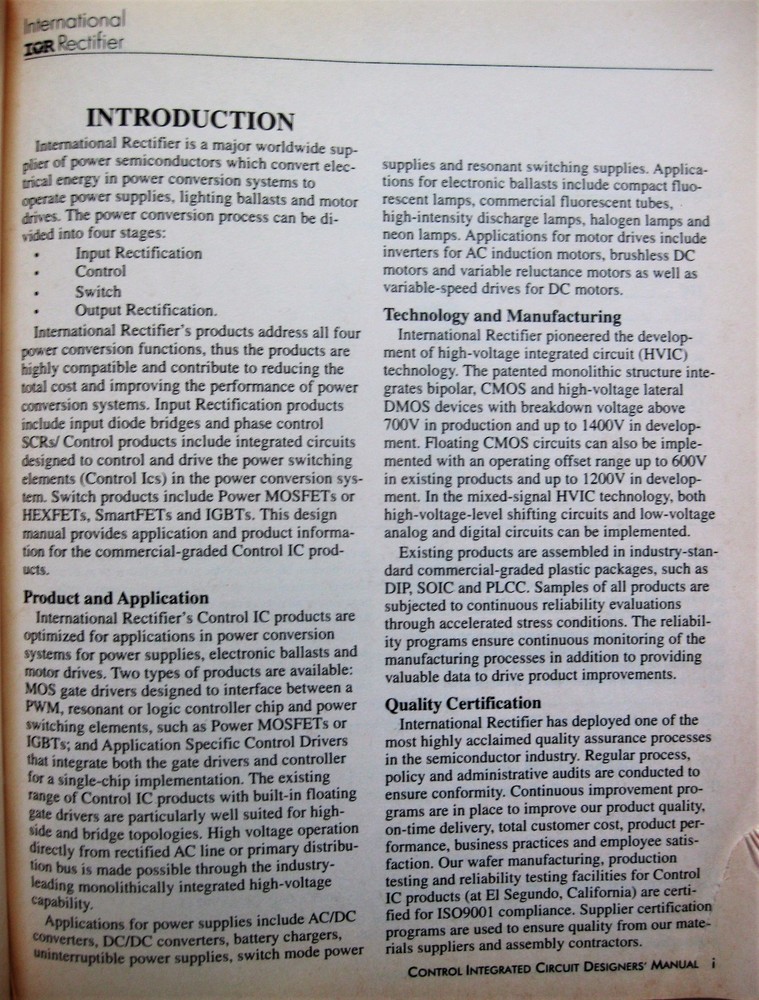 International
IOR Rectifier
INTRODUCTION
International Rectifier is a major worldwide sup-
plier of power semiconductors which convert elec-
trical energy in power conversion systems to
operate power supplies, lighting ballasts and motor
drives. The power conversion process can be di-
vided into four stages:
• Input Rectification
• Control
• Switch
• Output Rectification.
International Rectifier's products address all four
power conversion functions, thus the products are
highly compatible and contribute to reducing the
total cost and improving the performance of power
conversion systems. Input Rectification products
include input diode bridges and phase control
SCRs/ Control products include integrated circuits
designed to control and drive the power switching
elements (Control Ics) in the power conversion sys-
tem. Switch products include Power MOSFETs or
HEXFETs, SmartFETs and IGBTs. This design
manual provides application and product informa-
tion for the commercial-graded Control IC prod-
ucts.
Product and Application
International Rectifier's Control IC products are
optimized for applications in power conversion
systems for power supplies, electronic ballasts and
motor drives. Two types of products are available:
MOS gate drivers designed to interface between a
PWM, resonant or logic controller chip and power
switching elements, such as Power MOSFETs or
IGBTs; and Application Specific Control Drivers
that integrate both the gate drivers and controller
for a single-chip implementation. The existing
range of Control IC products with built-in floating
gate drivers are particularly well suited for high-
side and bridge topologies. High voltage operation
directly from rectified AC line or primary distribu-
tion bus is made possible through the industry-
leading monolithically integrated high-voltage
capability.
Applications for power supplies include AC/DC
converters, DC/DC converters, battery chargers,
uninterruptible power supplies, switch mode power
supplies and resonant switching supplies. Applica-
tions for electronic ballasts include compact fluo-
rescent lamps, commercial fluorescent tubes,
high-intensity discharge lamps, halogen lamps and
neon lamps. Applications for motor drives include
inverters for AC induction motors, brushless DC
motors and variable reluctance motors as well as
variable-speed drives for DC motors.
Technology and Manufacturing
International Rectifier pioneered the develop-
ment of high-voltage integrated circuit (HVIC)
technology. The patented monolithic structure inte-
grates bipolar, CMOS and high-voltage lateral
DMOS devices with breakdown voltage above
700V in production and up to 1400V in develop-
ment. Floating CMOS circuits can also be imple-
mented with an operating offset range up to 600V
in existing products and up to 1200V in develop-
ment. In the mixed-signal HVIC technology, both
high-voltage-level shifting circuits and low-voltage
analog and digital circuits can be implemented.
Existing products are assembled in industry-stan-
dard commercial-graded plastic packages, such as
DIP, SOIC and PLCC. Samples of all products are
subjected to continuous reliability evaluations
through accelerated stress conditions. The reliabil-
ity programs ensure continuous monitoring of the
manufacturing processes in addition to providing
valuable data to drive product improvements.
Quality Certification
International Rectifier has deployed one of the
most highly acclaimed quality assurance processes
in the semiconductor industry. Regular process,
policy and administrative audits are conducted to
ensure conformity. Continuous improvement pro-
grams are in place to improve our product quality,
on-time delivery, total customer cost, product per-
formance, business practices and employee satis-
faction. Our wafer manufacturing, production
testing and reliability testing facilities for Control
IC products (at El Segundo, California) are certi-
fied for ISO9001 compliance. Supplier certification
programs are used to ensure quality from our mate-
rials suppliers and assembly contractors.
CONTROL INTEGRATED CIRCUIT DESIGNERS' MANUAL i